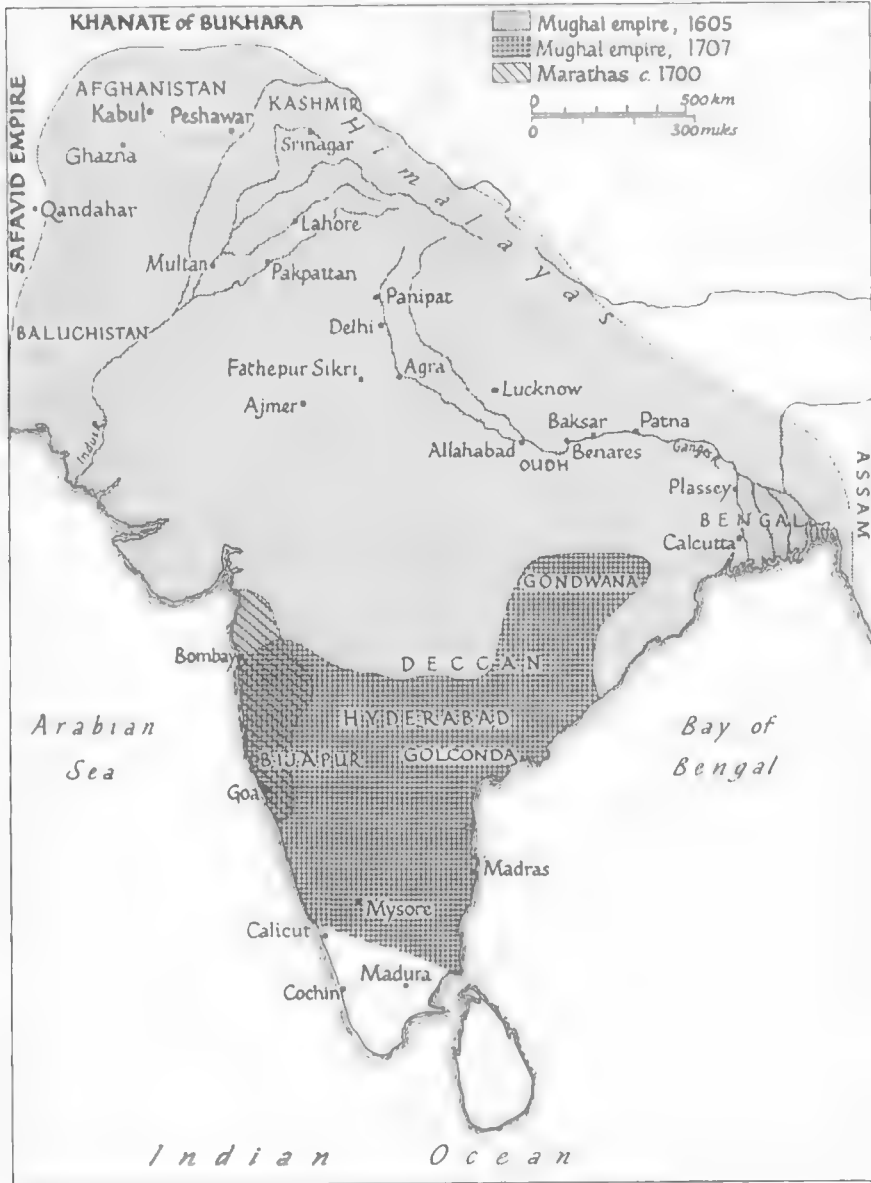 KHANATE of BUKHARA
Mughal empire, 1605
Mughal empire, 1707
Marathas c. 1700
0 500 km
0 300 miles
SAFAVID EMPIRE
AFGHANISTAN
Kabul
Peshawar
KASHMIR
Srinagar
Himalayas
Ghazna
Qandahar
Lahore
Multan
Pakpattan
Panipat
BALUCHISTAN
Delhi
Fathepur Sikri
Agra
Lucknow
Ajmer
Indus R.
Baksar
Patna
Allahabad
OUDH
Benares
Ganges R.
Plassey
BENGAL
ASSAM
Calcutta
GONDWANA
Bombay
DECCAN
HYDERABAD
Arabian
Sea
BIJAPUR
GOLCONDA
Bay of
Bengal
Goa
Madras
Mysore
Calicut
Madura
Cochin
Indian Ocean